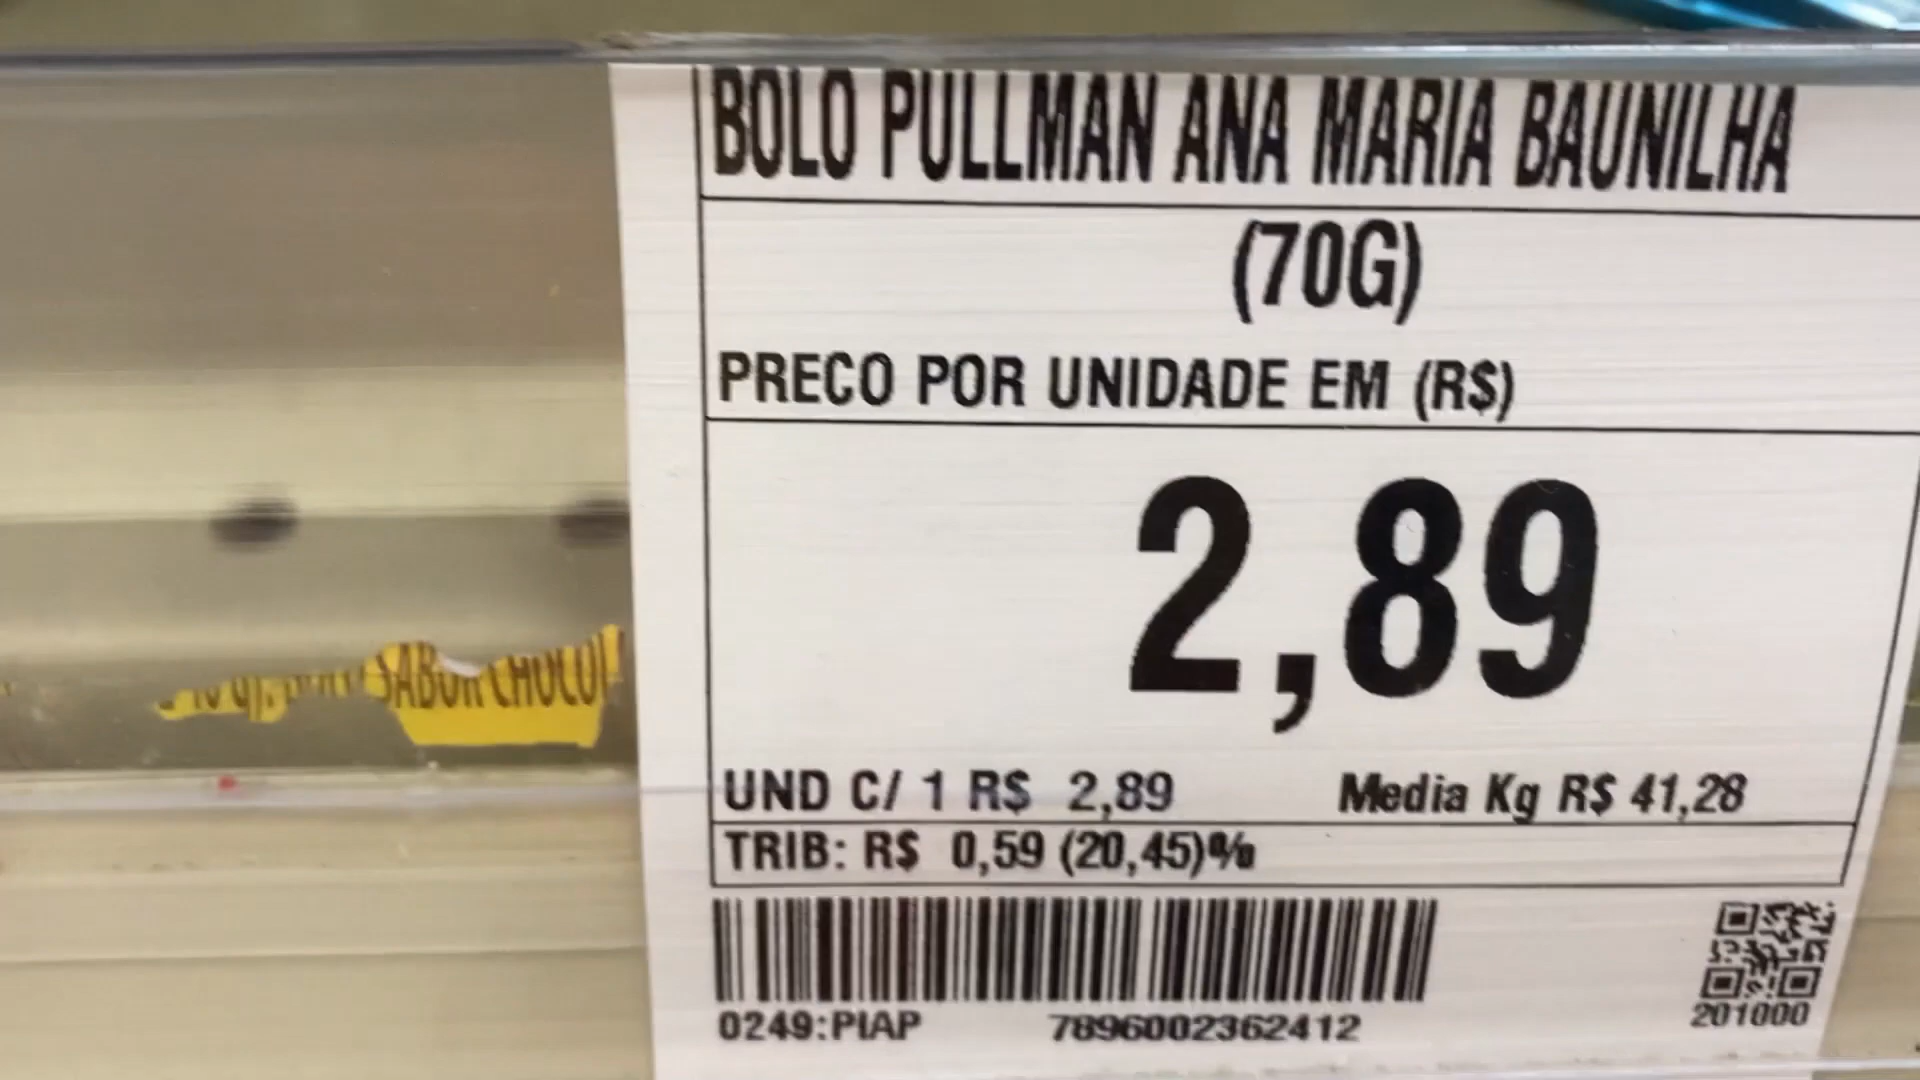 BOLO PULLMAN ANA MARIA BAUNILHA
(70G)
PRECO POR UNIDADE EM (R$)
2,89
UND C/ 1 R$ 2,89 Media Kg R$ 41,28
TRIB: R$ 0,59 (20,45)%
0249:PIAP 7896002362412
201000
SABOR